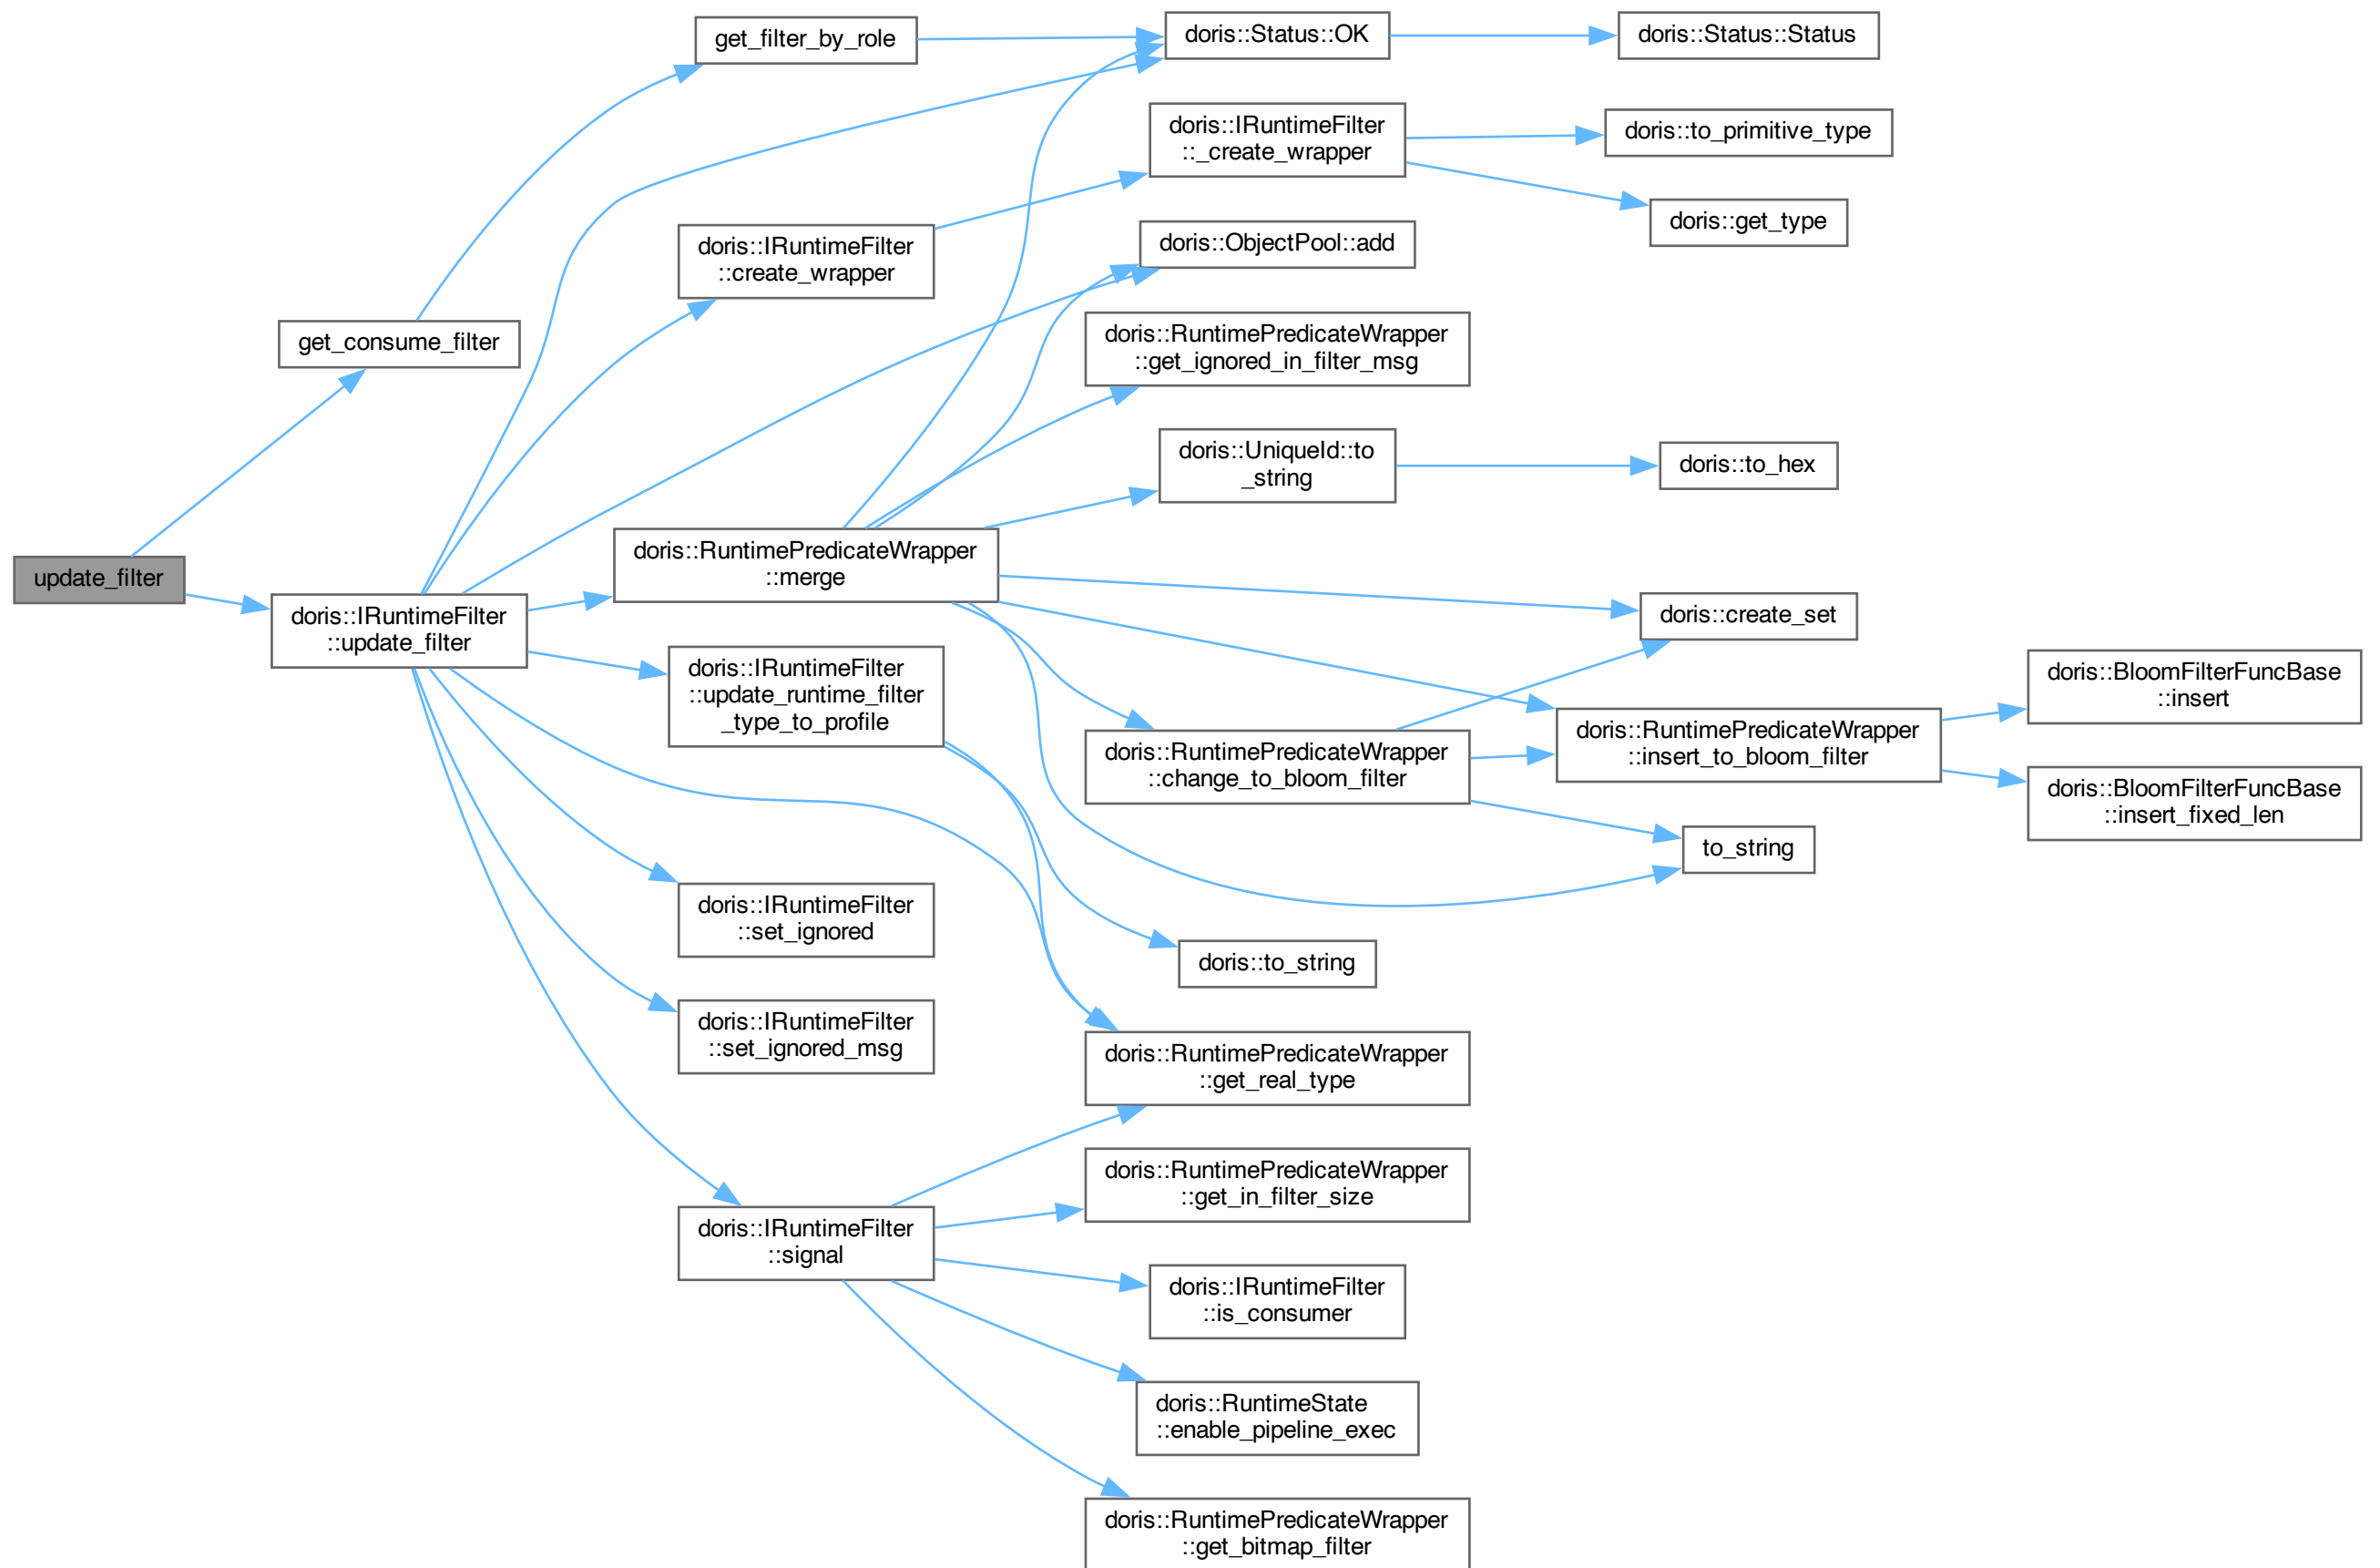 update_filter
get_consume_filter
doris::IRuntimeFilter
::update_filter
get_filter_by_role
doris::IRuntimeFilter
::create_wrapper
doris::RuntimePredicateWrapper
::merge
doris::IRuntimeFilter
::update_runtime_filter
_type_to_profile
doris::IRuntimeFilter
::set_ignored
doris::IRuntimeFilter
::set_ignored_msg
doris::IRuntimeFilter
::signal
doris::Status::OK
doris::IRuntimeFilter
::_create_wrapper
doris::ObjectPool::add
doris::RuntimePredicateWrapper
::get_ignored_in_filter_msg
doris::UniqueId::to
_string
doris::RuntimePredicateWrapper
::change_to_bloom_filter
doris::to_string
doris::RuntimePredicateWrapper
::get_real_type
doris::RuntimePredicateWrapper
::get_in_filter_size
doris::IRuntimeFilter
::is_consumer
doris::RuntimeState
::enable_pipeline_exec
doris::RuntimePredicateWrapper
::get_bitmap_filter
doris::Status::Status
doris::to_primitive_type
doris::get_type
doris::to_hex
doris::create_set
doris::RuntimePredicateWrapper
::insert_to_bloom_filter
to_string
doris::BloomFilterFuncBase
::insert
doris::BloomFilterFuncBase
::insert_fixed_len